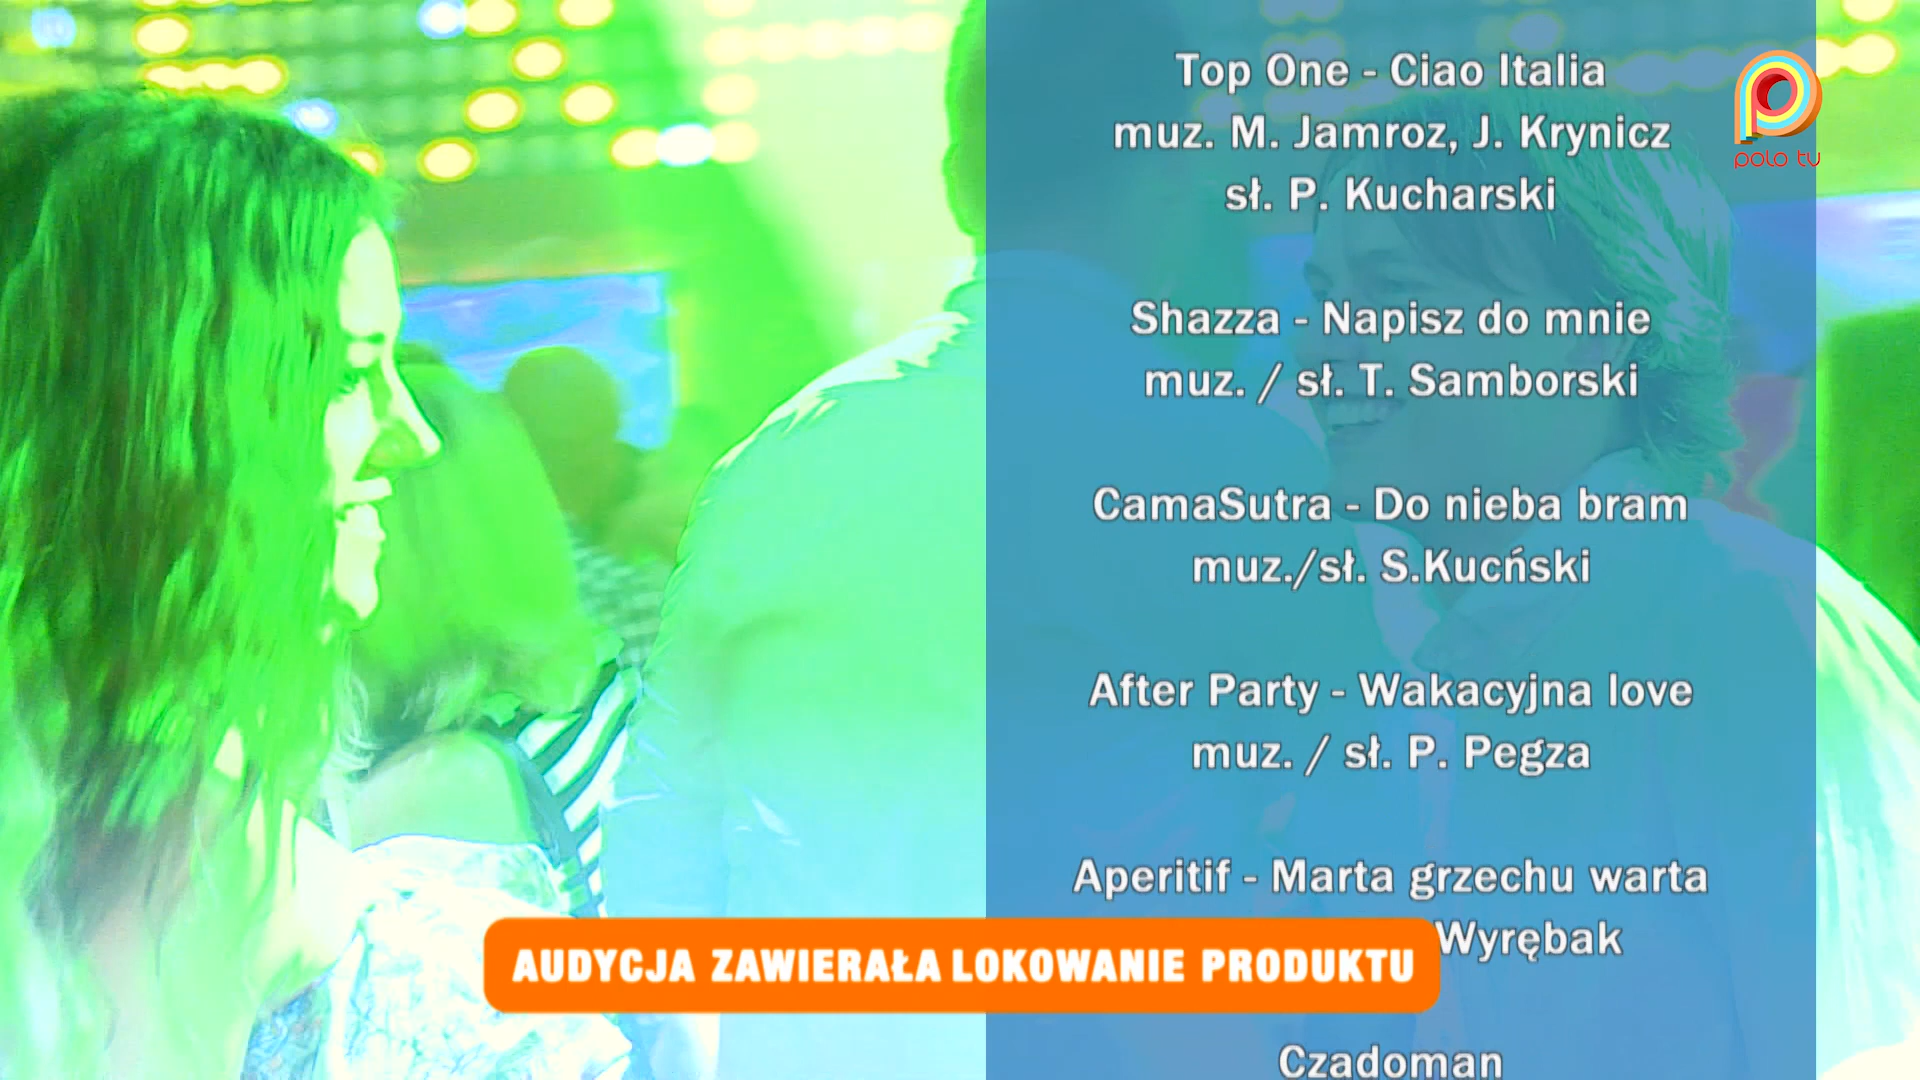 Top One - Ciao Italia
muz. M. Jamroz, J. Krynicz
sł. P. Kucharski
polo tv
Shazza - Napisz do mnie
muz. / sł. T. Samborski
CamaSutra - Do nieba bram
muz./sł. S.Kucński
After Party - Wakacyjna love
muz. / sł. P. Pegza
Aperitif - Marta grzechu warta
Wyrębak
AUDYCJA ZAWIERAŁA LOKOWANIE PRODUKTU
Czadoman